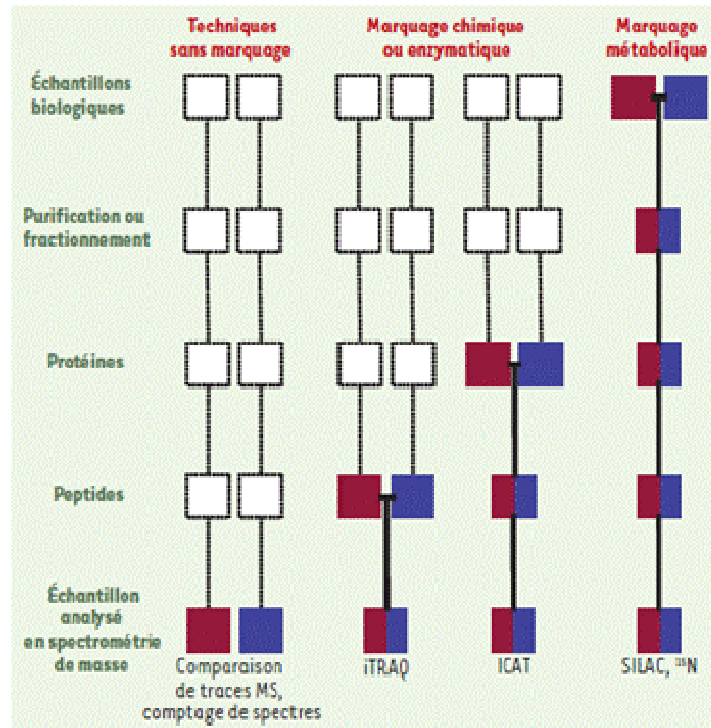 Techniques
sans marquage
Marquage chimique
ou enzymatique
Marquage
métabolique
Échantillons
biologiques
Purification ou
fractionnement
Protéines
Peptides
Échantillon
analysé
en spectrométrie
de masse
Comparaison
de traces MS,
comptage de spectres
iTRAQ
ICAT
SILAC, ¹⁵N